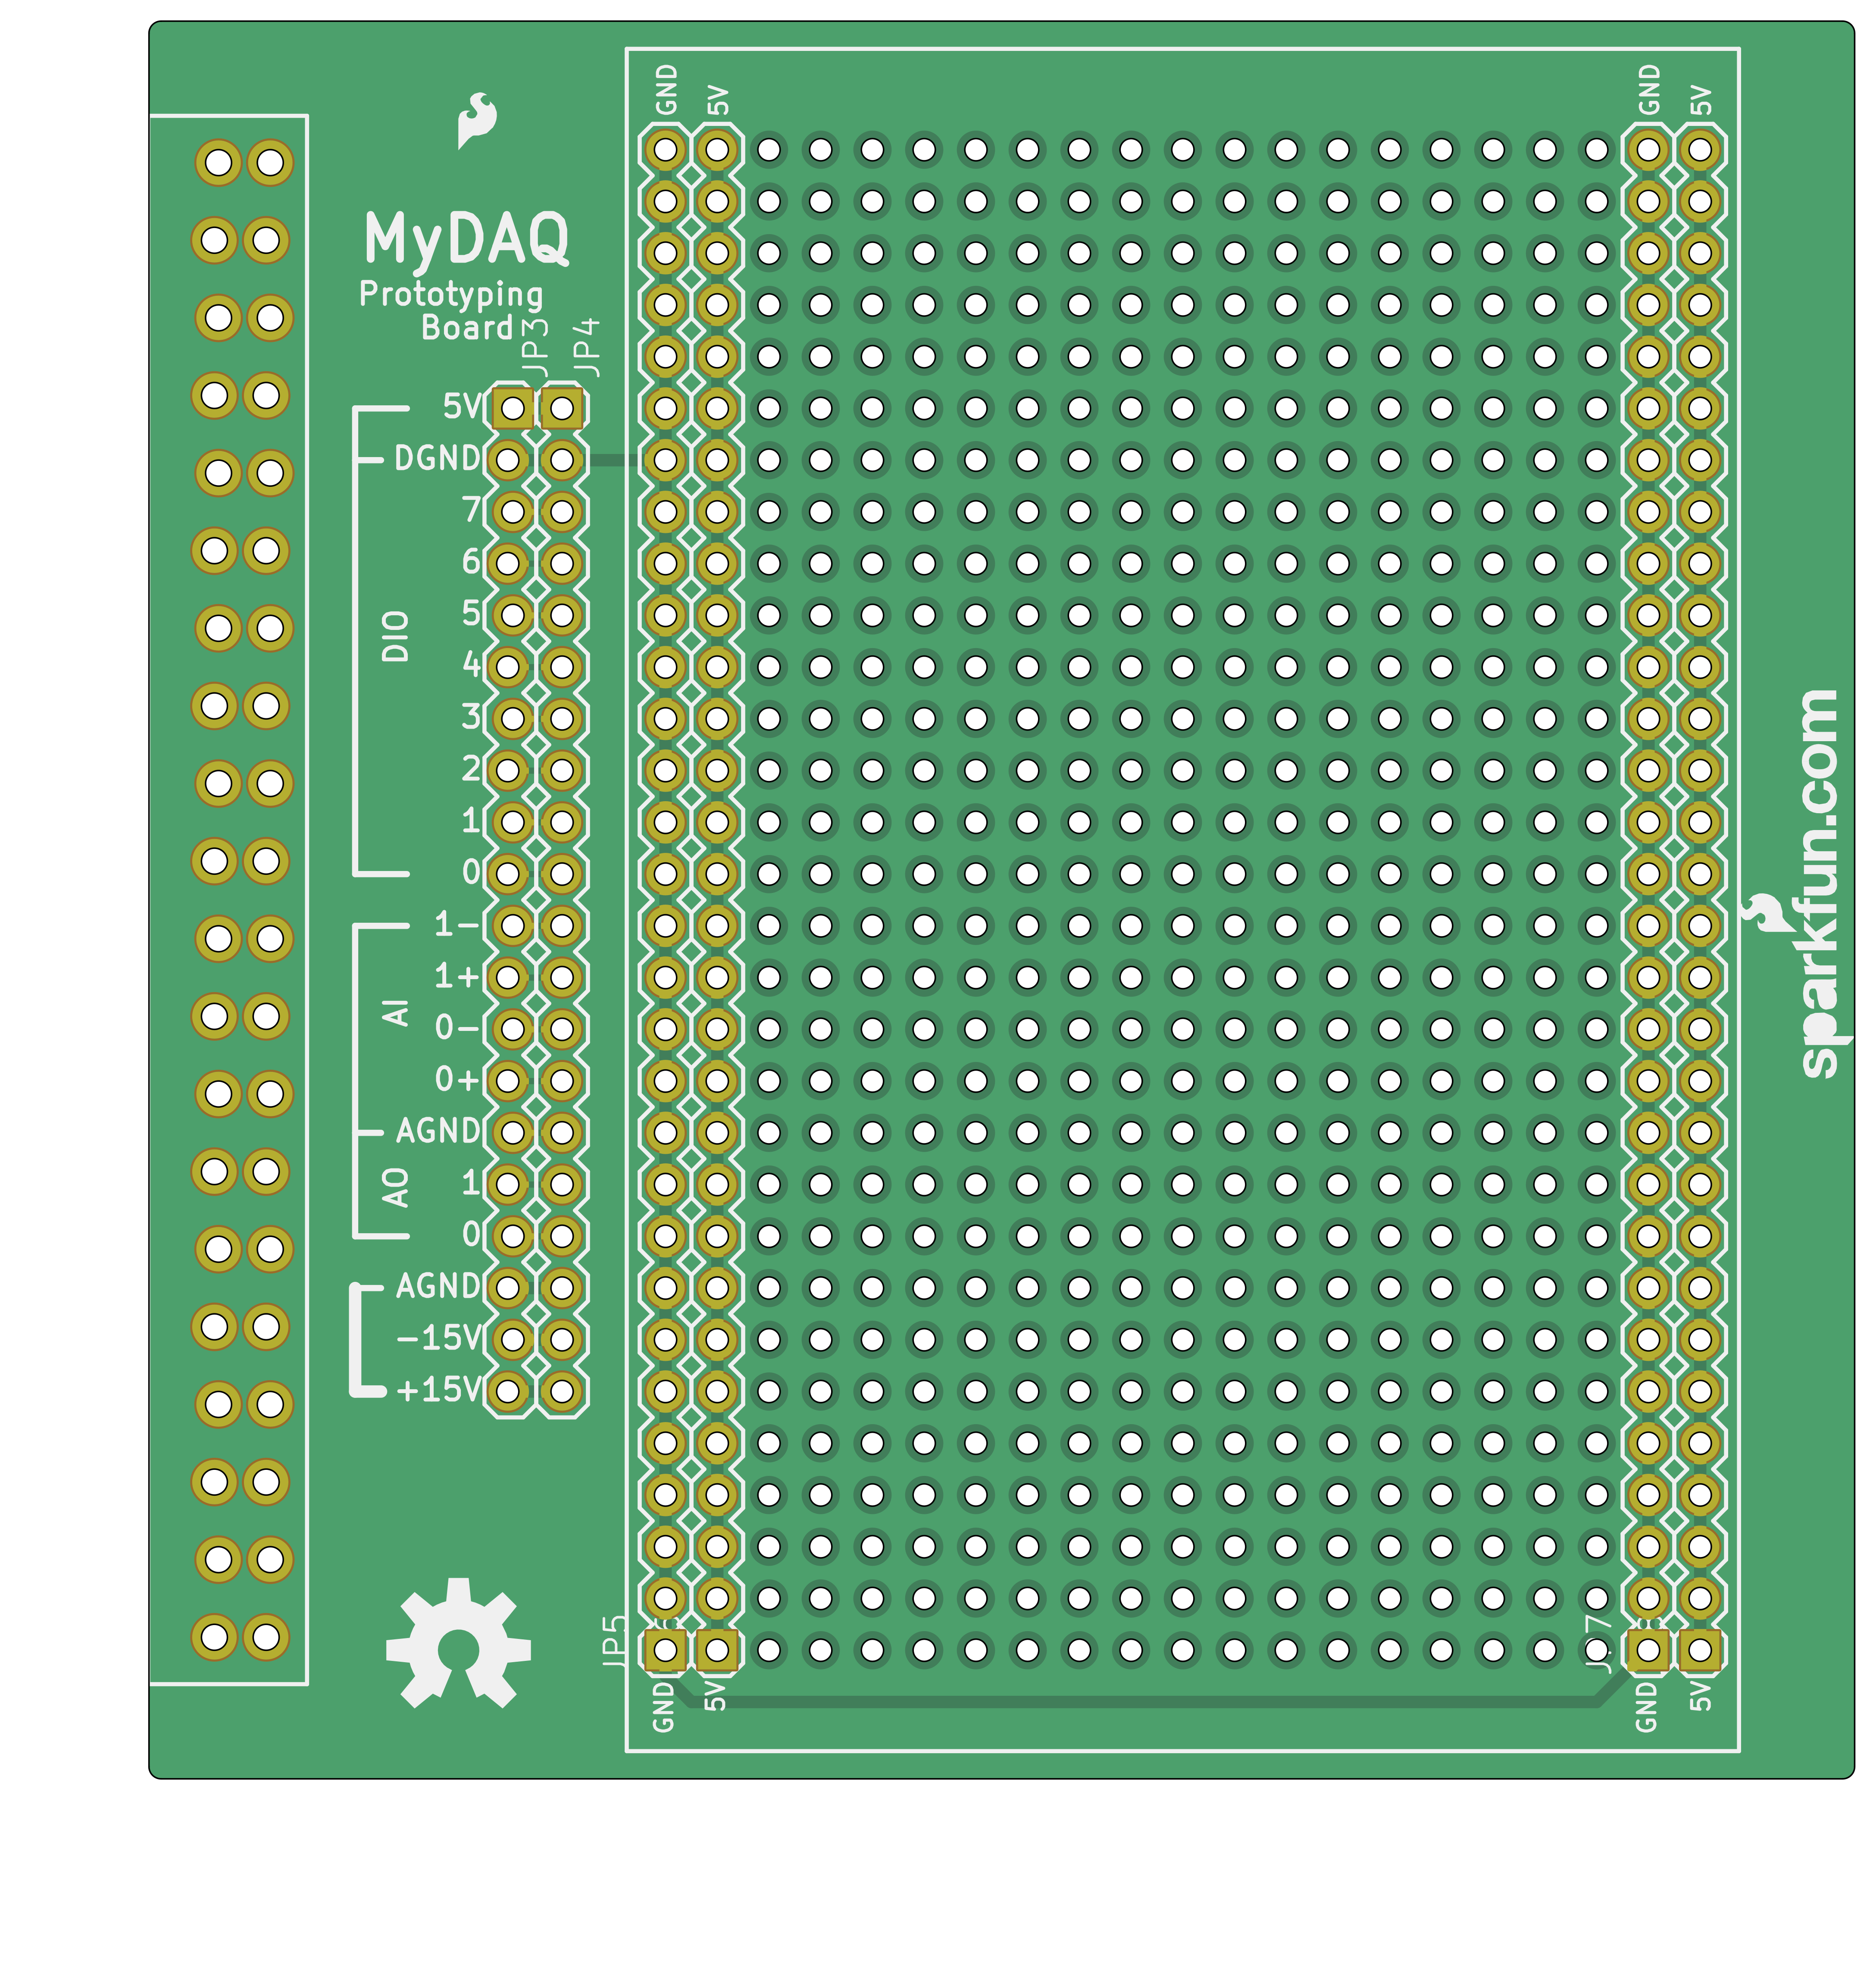 GND
5V
GND
5V
MyDAQ
Prototyping
Board
JP3
JP4
5V
DGND
7
6
5
4
3
2
1
0
DIO
1-
1+
0-
0+
AI
AGND
AO
1
0
AGND
-15V
+15V
sparkfun.com
JP5
GND
5V
GND
5V